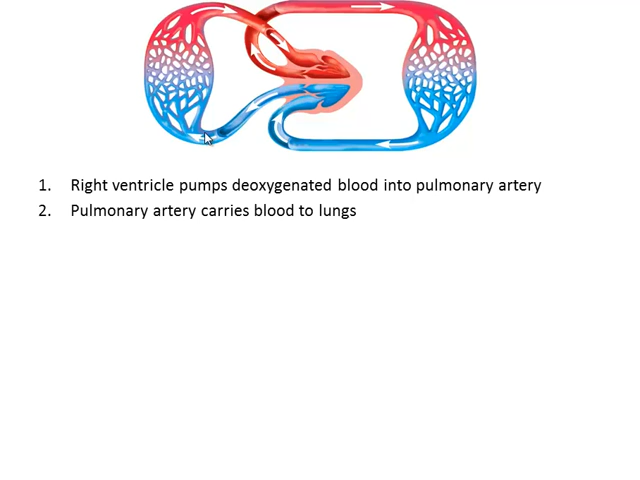 1. Right ventricle pumps deoxygenated blood into pulmonary artery
2. Pulmonary artery carries blood to lungs